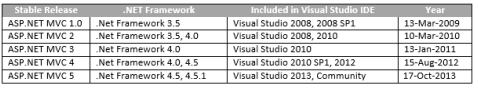 Stable Release .Net Framework Included in Visual Studio IDE Year
ASP.NET MVC 1.0 .Net Framework 3.5 Visual Studio 2008, 2008 SP1 13-Mar-2009
ASP.NET MVC 2 .Net Framework 3.5, 4.0 Visual Studio 2008, 2010 10-Mar-2010
ASP.NET MVC 3 .Net Framework 4.0 Visual Studio 2010 13-Jan-2011
ASP.NET MVC 4 .Net Framework 4.0, 4.5 Visual Studio 2010 SP1, 2012 15-Aug-2012
ASP.NET MVC 5 .Net Framework 4.5, 4.5.1 Visual Studio 2013, Community 17-Oct-2013